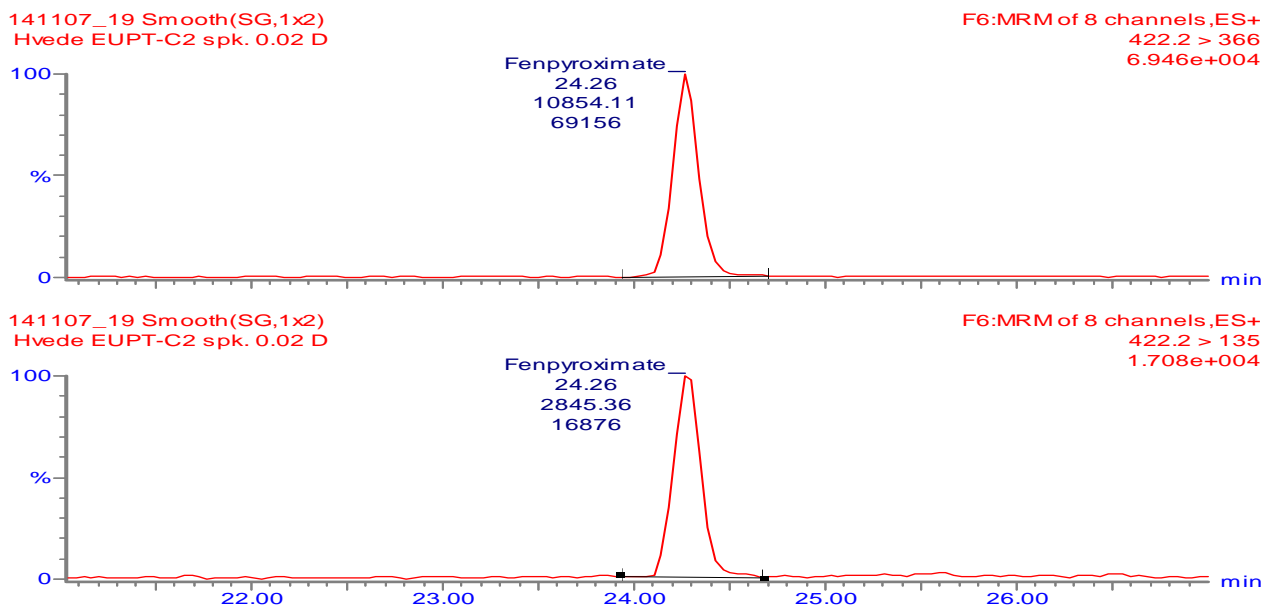 141107_19 Smooth(SG,1x2)
Hvede EUPT-C2 spk. 0.02 D
F6:MRM of 8 channels,ES+
422.2 > 366
6.946e+004
Fenpyroximate
24.26
10854.11
69156
100
%
0
min
141107_19 Smooth(SG,1x2)
Hvede EUPT-C2 spk. 0.02 D
F6:MRM of 8 channels,ES+
422.2 > 135
1.708e+004
Fenpyroximate
24.26
2845.36
16876
100
%
0
min
22.00 23.00 24.00 25.00 26.00